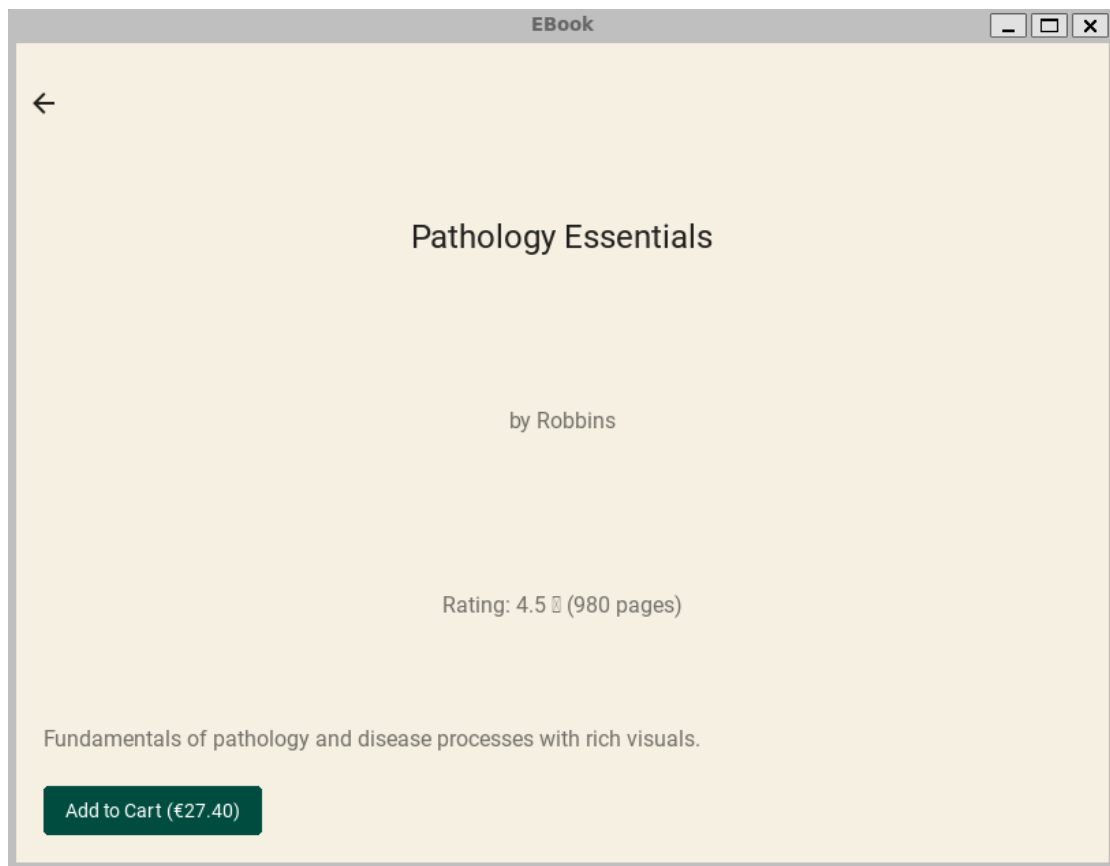 EBook
Pathology Essentials
by Robbins
Rating: 4.5 (980 pages)
Fundamentals of pathology and disease processes with rich visuals.
Add to Cart (€27.40)